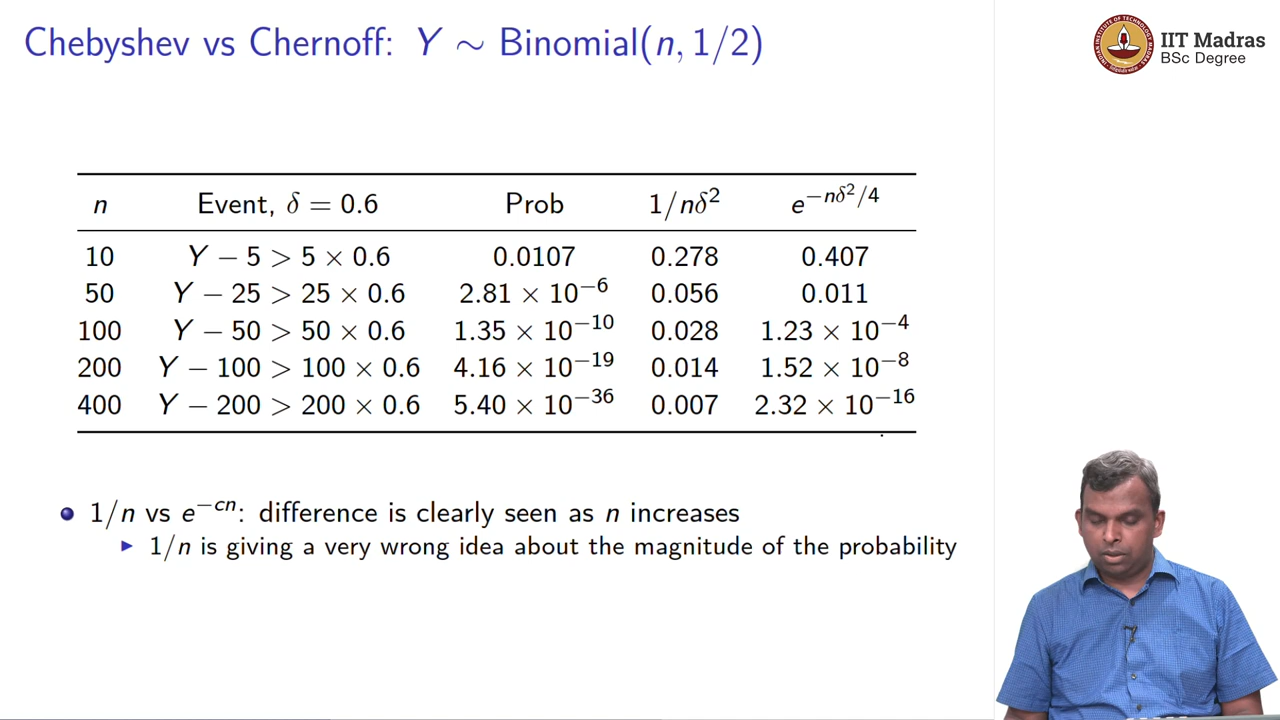 Chebyshev vs Chernoff: Y ∼ Binomial(n, 1/2)
IIT Madras
BSc Degree
n Event, δ = 0.6 Prob 1/nδ² e^{−nδ²/4}
10 Y − 5 > 5 × 0.6 0.0107 0.278 0.407
50 Y − 25 > 25 × 0.6 2.81 × 10⁻⁶ 0.056 0.011
100 Y − 50 > 50 × 0.6 1.35 × 10⁻¹⁰ 0.028 1.23 × 10⁻⁴
200 Y − 100 > 100 × 0.6 4.16 × 10⁻¹⁹ 0.014 1.52 × 10⁻⁸
400 Y − 200 > 200 × 0.6 5.40 × 10⁻³⁶ 0.007 2.32 × 10⁻¹⁶
1/n vs e^{−cn}: difference is clearly seen as n increases
1/n is giving a very wrong idea about the magnitude of the probability